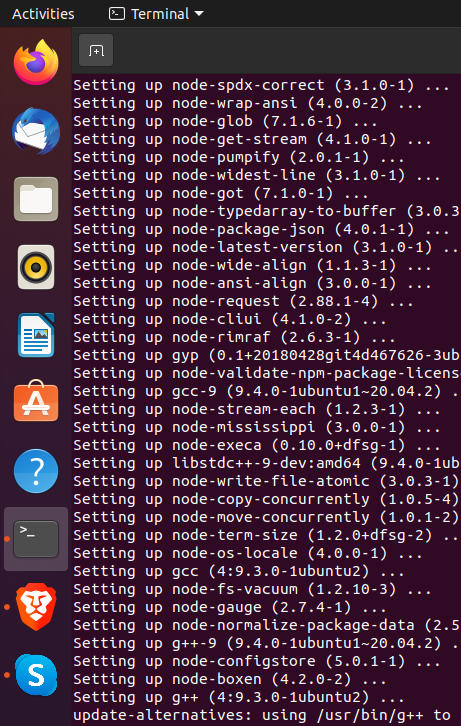 Activities Terminal
Setting up node-spdx-correct (3.1.0-1) ...
Setting up node-wrap-ansi (4.0.0-2) ...
Setting up node-glob (7.1.6-1) ...
Setting up node-get-stream (4.1.0-1) ...
Setting up node-pumpify (2.0.1-1) ...
Setting up node-widest-line (3.1.0-1) ...
Setting up node-got (7.1.0-1) ...
Setting up node-typedarray-to-buffer (3.0.3
Setting up node-package-json (4.0.1-1) ...
Setting up node-latest-version (3.1.0-1) ...
Setting up node-wide-align (1.1.3-1) ...
Setting up node-ansi-align (3.0.0-1) ...
Setting up node-request (2.88.1-4) ...
Setting up node-cliui (4.1.0-2) ...
Setting up node-rimraf (2.6.3-1) ...
Setting up gyp (0.1+20180428git4d467626-3ub
Setting up node-validate-npm-package-licens
Setting up gcc-9 (9.4.0-1ubuntu1~20.04.2) .
Setting up node-stream-each (1.2.3-1) ...
Setting up node-mississippi (3.0.0-1) ...
Setting up node-execa (0.10.0+dfsg-1) ...
Setting up libstdc++-9-dev:amd64 (9.4.0-1ub
Setting up node-write-file-atomic (3.0.3-1)
Setting up node-copy-concurrently (1.0.5-4)
Setting up node-move-concurrently (1.0.1-2)
Setting up node-term-size (1.2.0+dfsg-2) ...
Setting up node-os-locale (4.0.0-1) ...
Setting up gcc (4:9.3.0-1ubuntu2) ...
Setting up node-fs-vacuum (1.2.10-3) ...
Setting up node-gauge (2.7.4-1) ...
Setting up node-normalize-package-data (2.5
Setting up g++-9 (9.4.0-1ubuntu1~20.04.2) .
Setting up node-configstore (5.0.1-1) ...
Setting up node-boxen (4.2.0-2) ...
Setting up g++ (4:9.3.0-1ubuntu2) ...
update-alternatives: using /usr/bin/g++ to